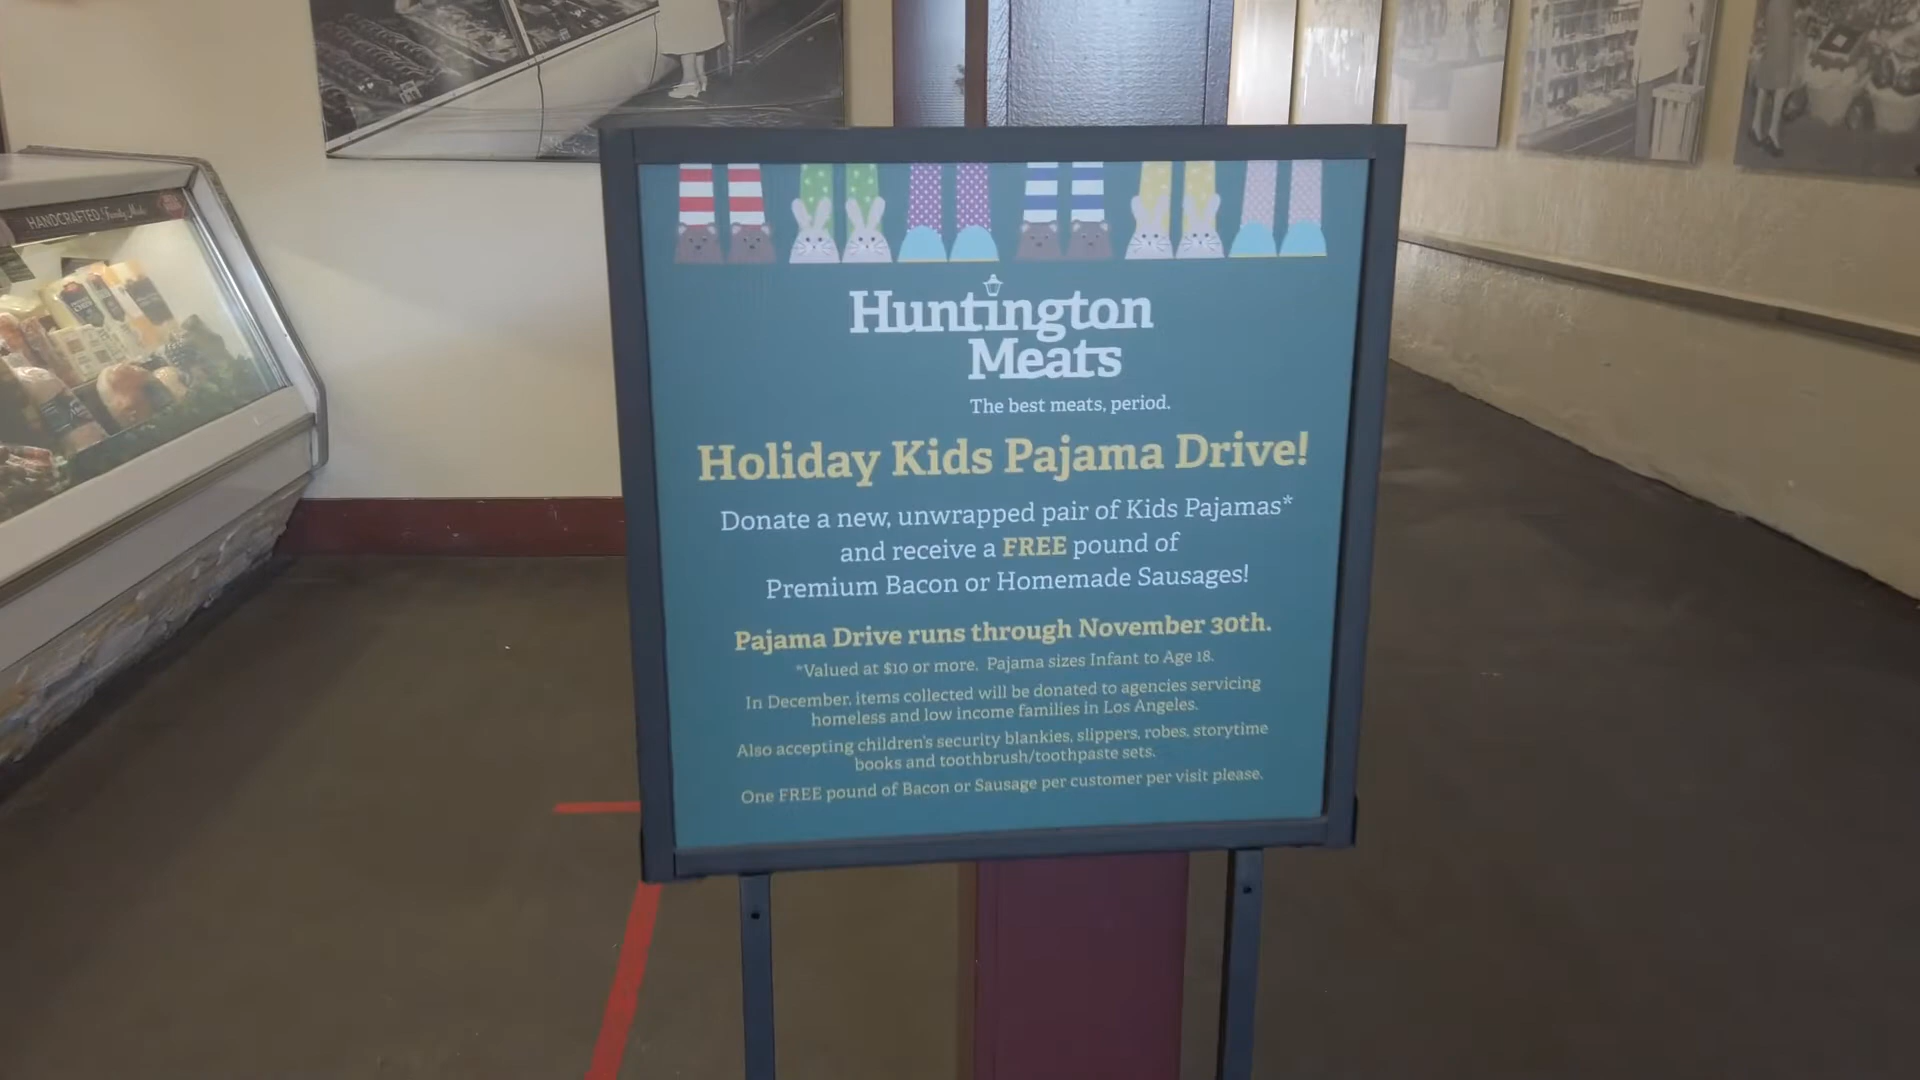 HANDCRAFTED! Family Made
Huntington
Meats
The best meats, period.
Holiday Kids Pajama Drive!
Donate a new, unwrapped pair of Kids Pajamas*
and receive a FREE pound of
Premium Bacon or Homemade Sausages!
Pajama Drive runs through November 30th.
*Valued at $10 or more. Pajama sizes Infant to Age 18.
In December, items collected will be donated to agencies servicing
homeless and low income families in Los Angeles.
Also accepting children's security blankies, slippers, robes, storytime
books and toothbrush/toothpaste sets.
One FREE pound of Bacon or Sausage per customer per visit please.